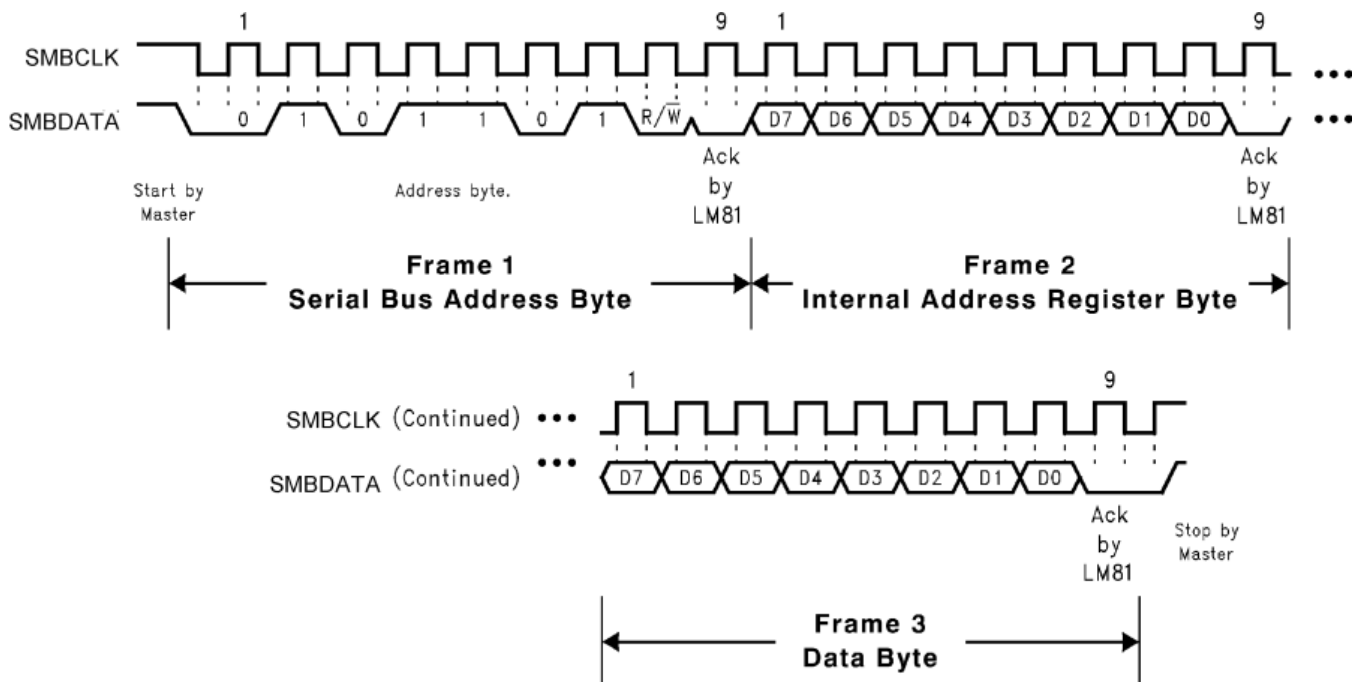 1 9 1 9
SMBCLK •••
SMBDATA 0 1 0 1 1 0 1 R/W̅ D7 D6 D5 D4 D3 D2 D1 D0 •••
Start by
Master
Address byte.
Ack
by
LM81
Ack
by
LM81
Frame 1
Serial Bus Address Byte
Frame 2
Internal Address Register Byte
1 9
SMBCLK (Continued) •••
SMBDATA (Continued) ••• D7 D6 D5 D4 D3 D2 D1 D0
Ack
by
LM81
Stop by
Master
Frame 3
Data Byte